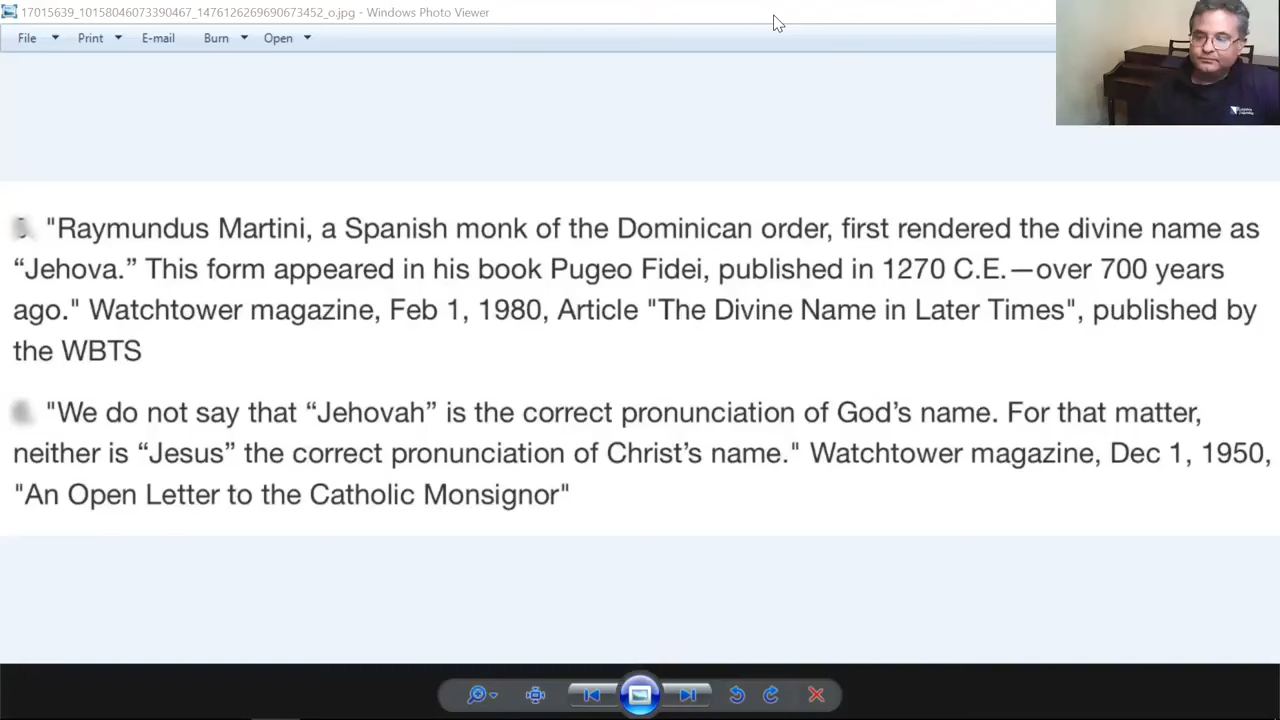 17015639_10158046073390467_1476126269690673452_o.jpg - Windows Photo Viewer
File Print E-mail Burn Open
"Raymundus Martini, a Spanish monk of the Dominican order, first rendered the divine name as
“Jehova.” This form appeared in his book Pugeo Fidei, published in 1270 C.E.—over 700 years
ago." Watchtower magazine, Feb 1, 1980, Article "The Divine Name in Later Times", published by
the WBTS
"We do not say that “Jehovah” is the correct pronunciation of God’s name. For that matter,
neither is “Jesus” the correct pronunciation of Christ’s name." Watchtower magazine, Dec 1, 1950,
"An Open Letter to the Catholic Monsignor"